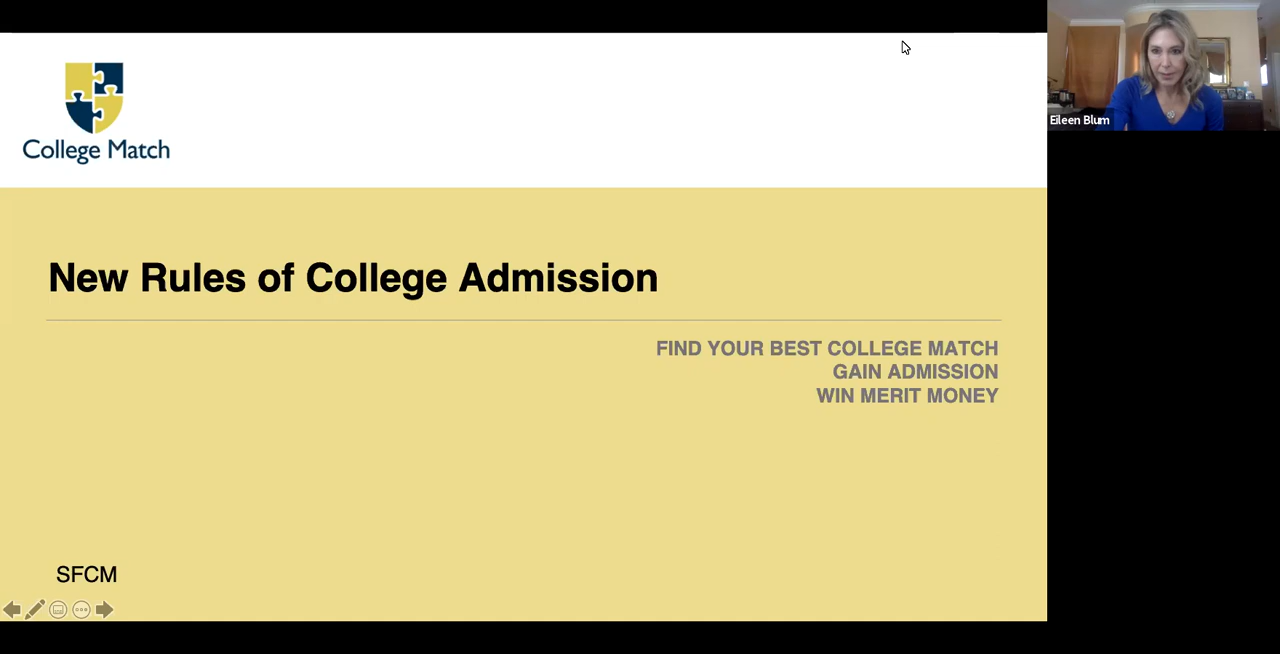 College Match
Eileen Blum
New Rules of College Admission
FIND YOUR BEST COLLEGE MATCH
GAIN ADMISSION
WIN MERIT MONEY
SFCM